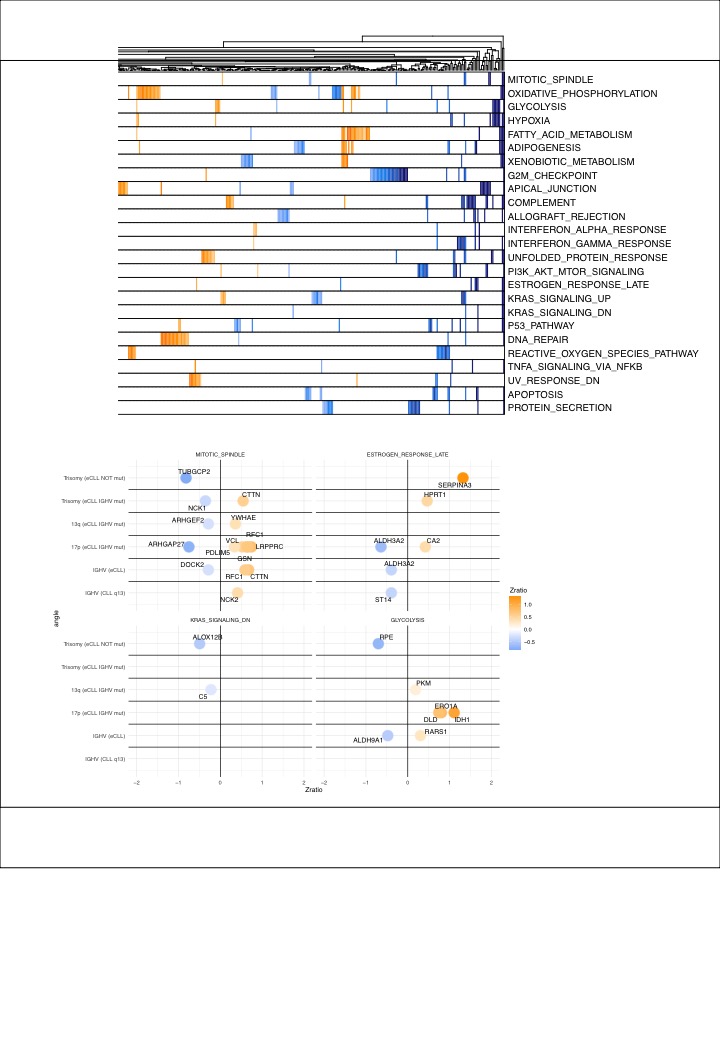 MITOTIC_SPINDLE
OXIDATIVE_PHOSPHORYLATION
GLYCOLYSIS
HYPOXIA
FATTY_ACID_METABOLISM
ADIPOGENESIS
XENOBIOTIC_METABOLISM
G2M_CHECKPOINT
APICAL_JUNCTION
COMPLEMENT
ALLOGRAFT_REJECTION
INTERFERON_ALPHA_RESPONSE
INTERFERON_GAMMA_RESPONSE
UNFOLDED_PROTEIN_RESPONSE
PI3K_AKT_MTOR_SIGNALING
ESTROGEN_RESPONSE_LATE
KRAS_SIGNALING_UP
KRAS_SIGNALING_DN
P53_PATHWAY
DNA_REPAIR
REACTIVE_OXYGEN_SPECIES_PATHWAY
TNFA_SIGNALING_VIA_NFKB
UV_RESPONSE_DN
APOPTOSIS
PROTEIN_SECRETION
MITOTIC_SPINDLE ESTROGEN_RESPONSE_LATE
Trisomy (eCLL NOT mut) TUBGCP2 SERPINA3
Trisomy (eCLL IGHV mut) NCK1 CTTN HPRT1
13q (eCLL IGHV mut) ARHGEF2 YWHAE
17p (eCLL IGHV mut) ARHGAP27 PDLIM5 VCL RFC1 LRPPRC ALDH3A2 CA2
IGHV (eCLL) DOCK2 GSN RFC1 CTTN ALDH3A2
IGHV (CLL q13) NCK2 ST14
KRAS_SIGNALING_DN GLYCOLYSIS
Trisomy (eCLL NOT mut) ALOX12B RPE
Trisomy (eCLL IGHV mut)
13q (eCLL IGHV mut) C5 PKM
17p (eCLL IGHV mut) ERO1A DLD IDH1
IGHV (eCLL) ALDH9A1 RARS1
IGHV (CLL q13)
−2 −1 0 1 2 −2 −1 0 1 2
Zratio
angle
Zratio
1.0
0.5
0.0
−0.5